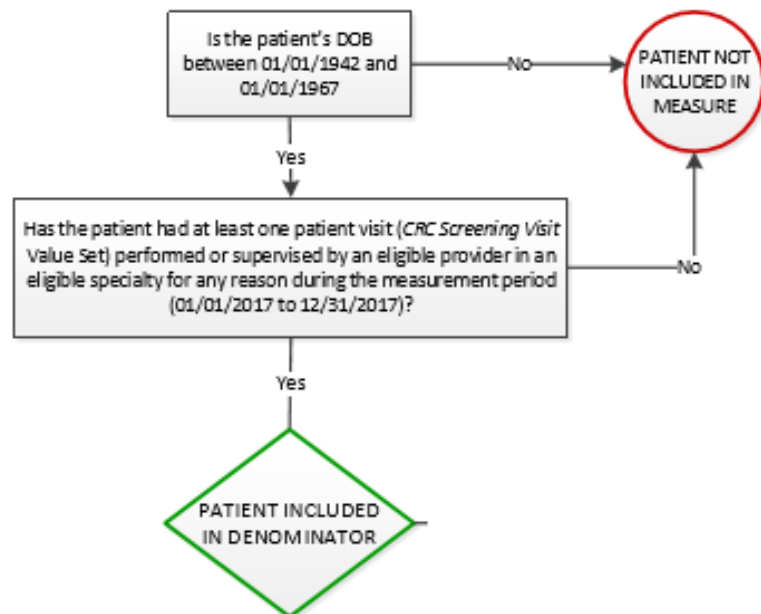 Is the patient's DOB
between 01/01/1942 and
01/01/1967
No
PATIENT NOT
INCLUDED IN
MEASURE
Yes
Has the patient had at least one patient visit (CRC Screening Visit
Value Set) performed or supervised by an eligible provider in an
eligible specialty for any reason during the measurement period
(01/01/2017 to 12/31/2017)?
No
Yes
PATIENT INCLUDED
IN DENOMINATOR